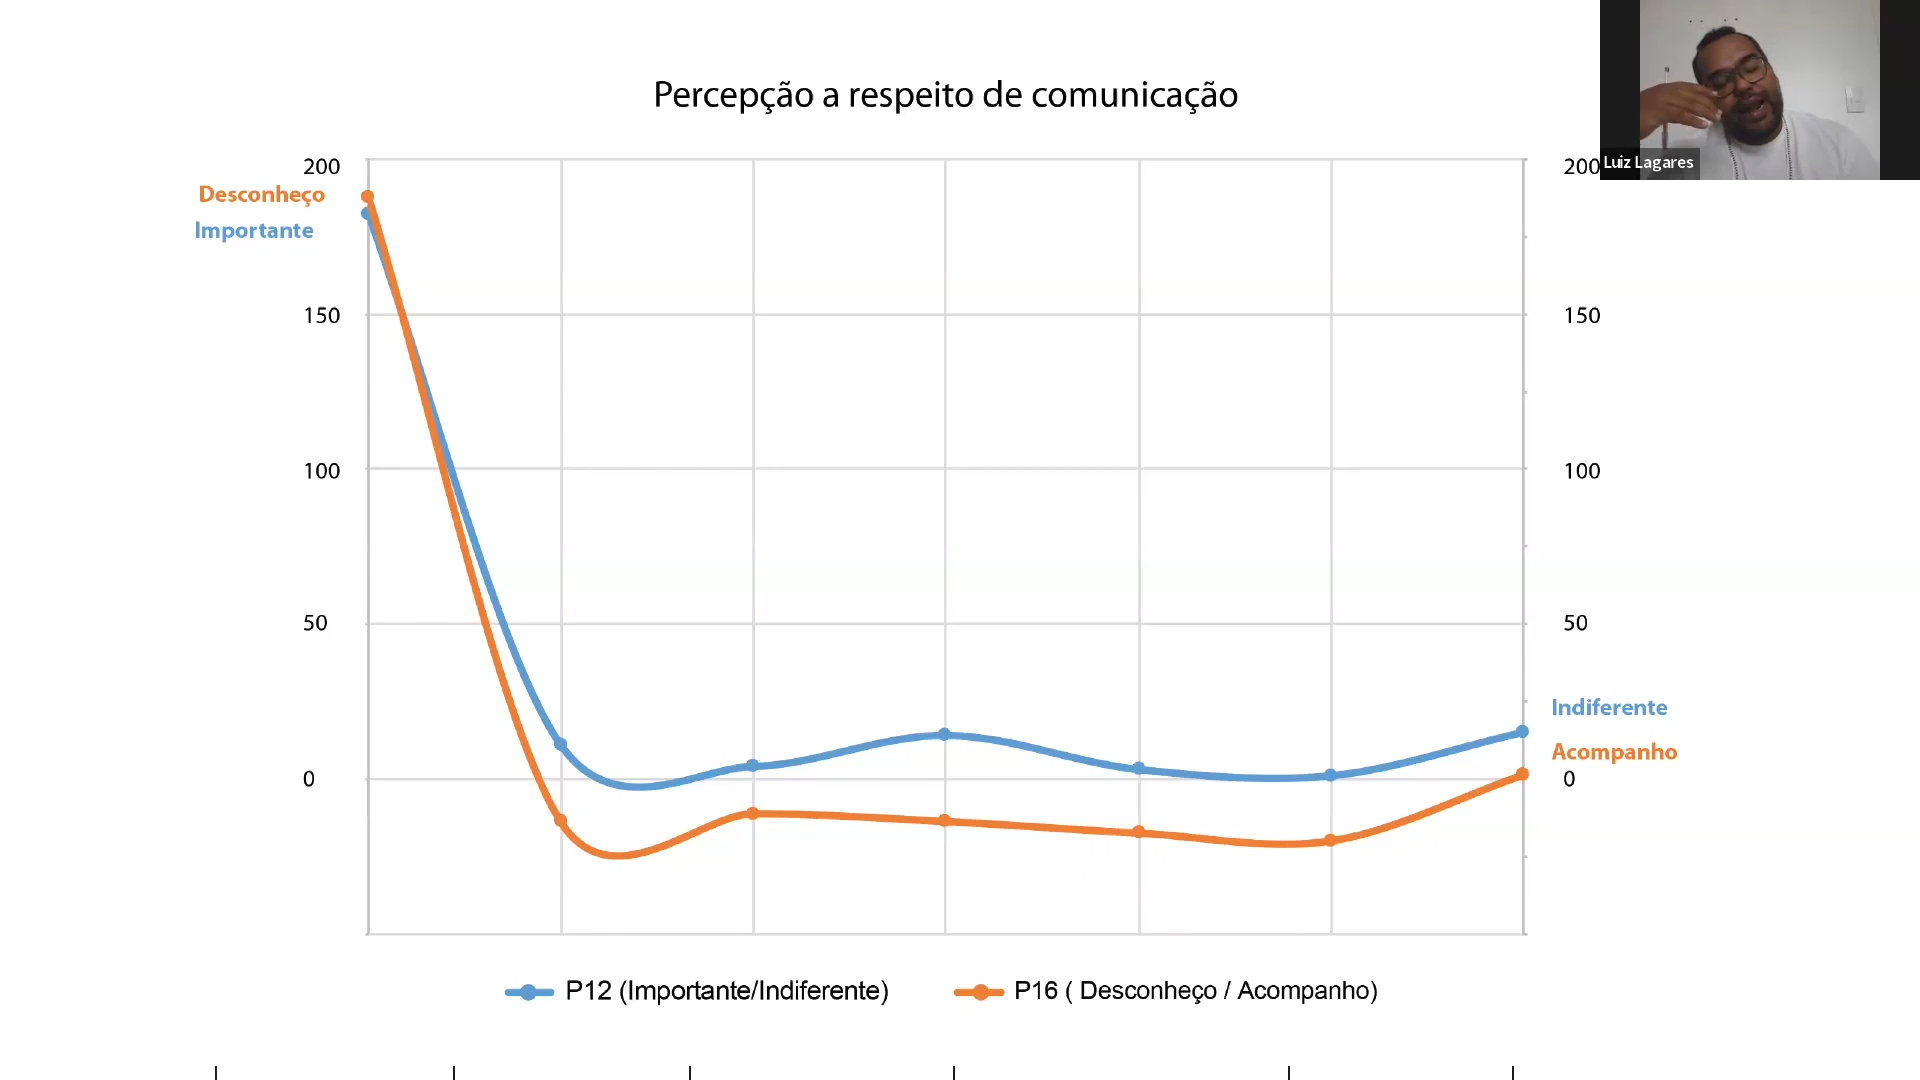 Percepção a respeito de comunicação
Luiz Lagares
200
200
Desconheço
Importante
150
150
100
100
50
50
Indiferente
Acompanho
0
0
P12 (Importante/Indiferente)
P16 ( Desconheço / Acompanho)